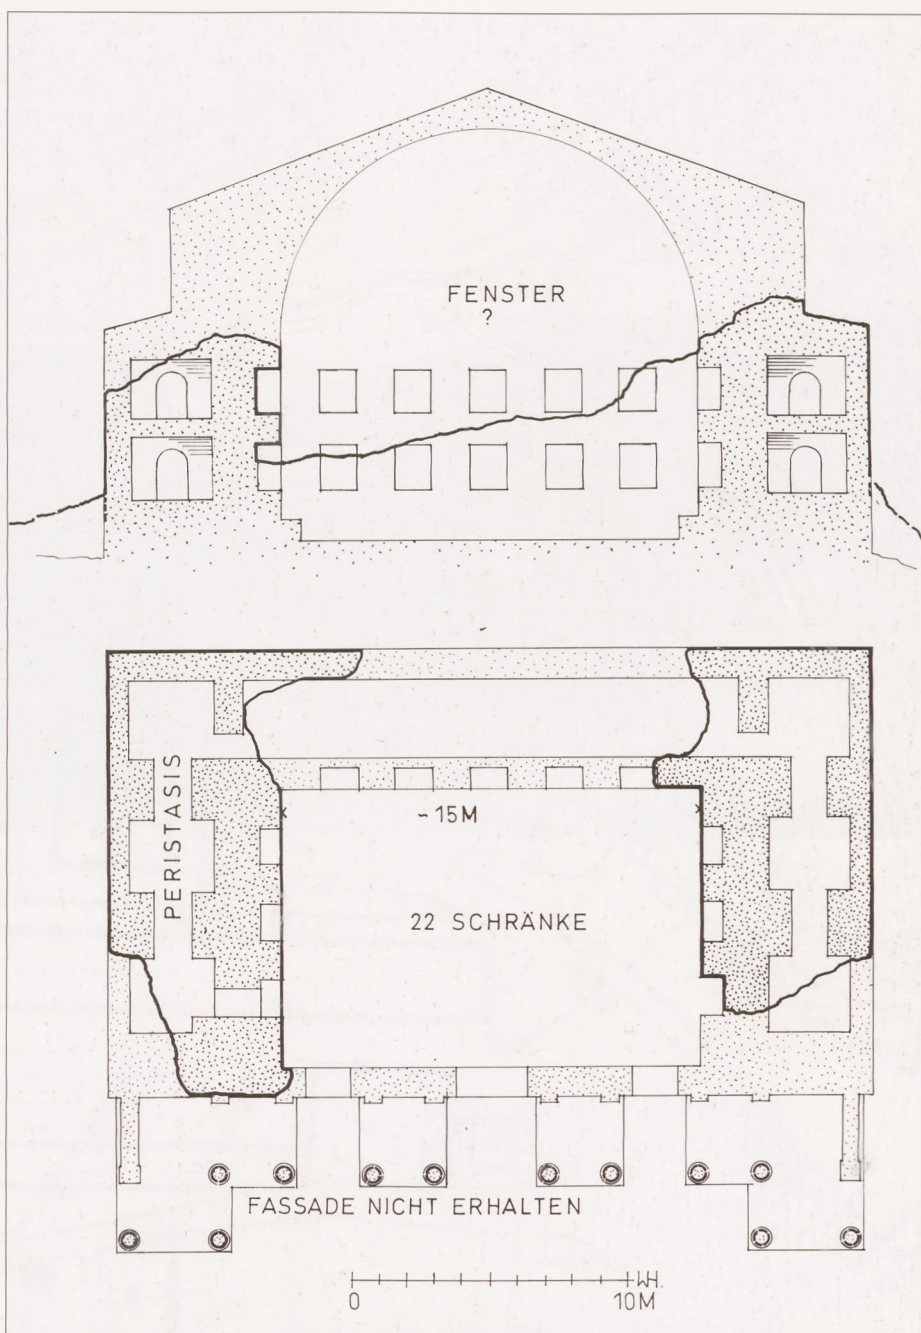 FENSTER
?
PERISTASIS
~15M
22 SCHRÄNKE
FASSADE NICHT ERHALTEN
WH.
0 10M